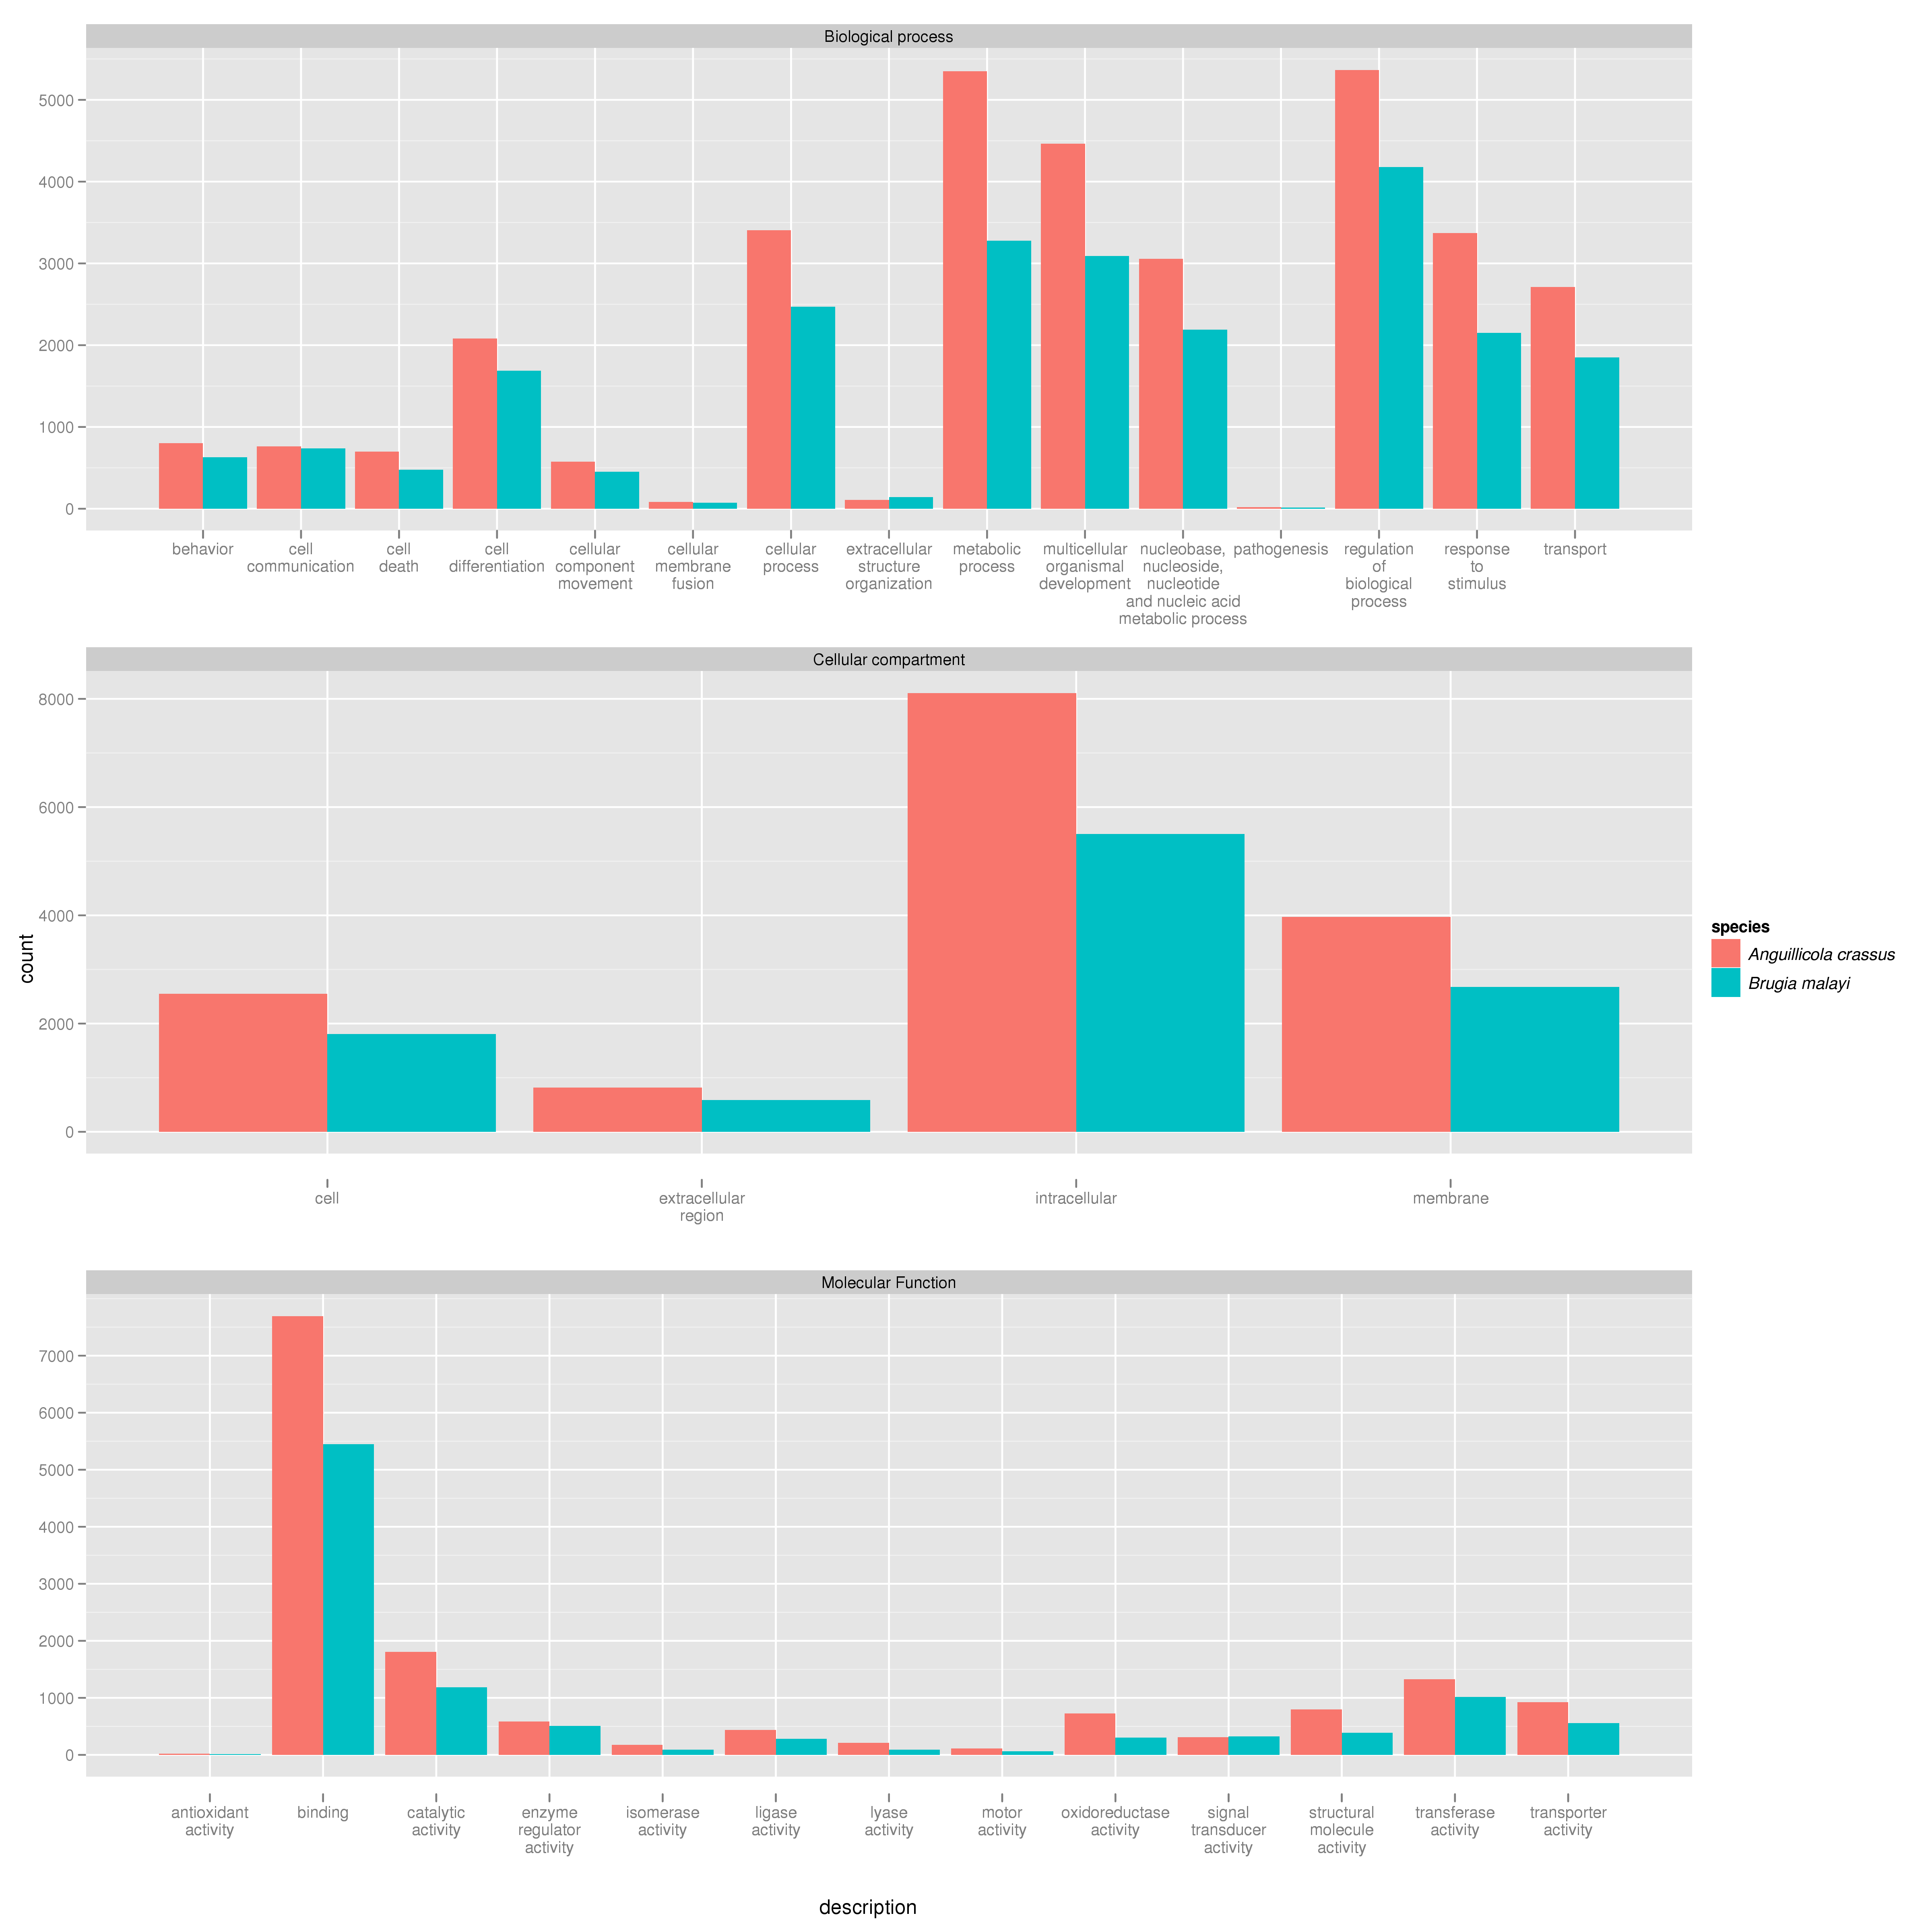 Biological process
5000
4000
3000
2000
1000
0
behavior
cell
communication
cell
death
cell
differentiation
cellular
component
movement
cellular
membrane
fusion
cellular
process
extracellular
structure
organization
metabolic
process
multicellular
organismal
development
nucleobase,
nucleoside,
nucleotide
and nucleic acid
metabolic process
pathogenesis
regulation
of
biological
process
response
to
stimulus
transport
Cellular compartment
8000
6000
4000
2000
0
cell
extracellular
region
intracellular
membrane
count
species
Anguillicola crassus
Brugia malayi
Molecular Function
7000
6000
5000
4000
3000
2000
1000
0
antioxidant
activity
binding
catalytic
activity
enzyme
regulator
activity
isomerase
activity
ligase
activity
lyase
activity
motor
activity
oxidoreductase
activity
signal
transducer
activity
structural
molecule
activity
transferase
activity
transporter
activity
description